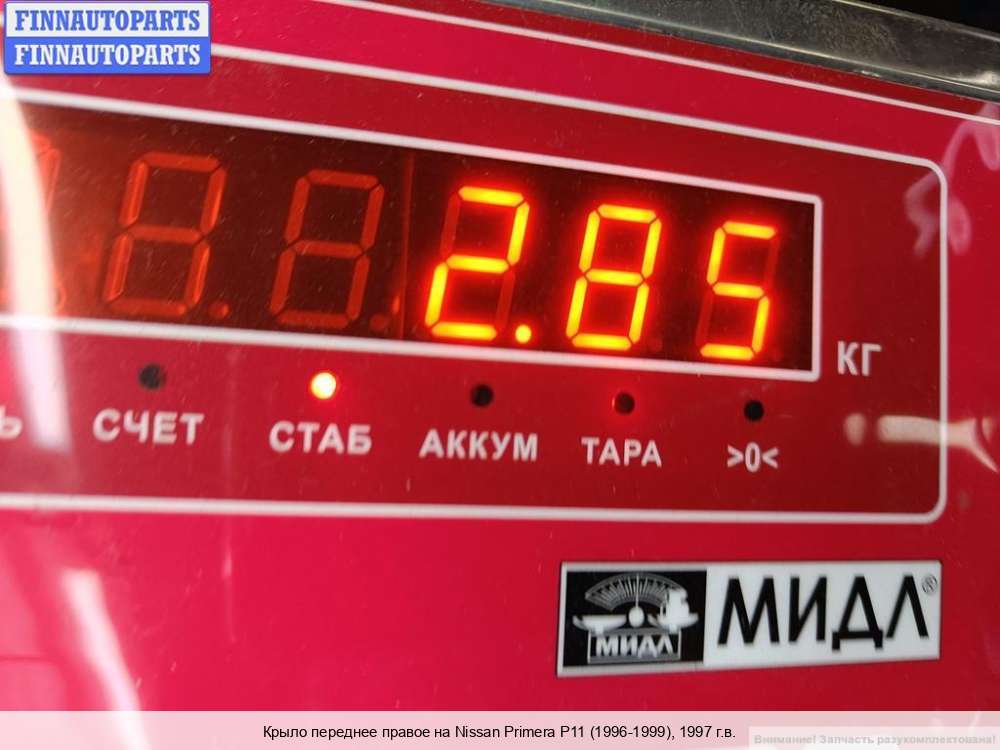 FINNAUTOPARTS
FINNAUTOPARTS
2.85
КГ
Ь СЧЕТ СТАБ АККУМ ТАРА >0<
МИДЛ МИДЛ®
Крыло переднее правое на Nissan Primera P11 (1996-1999), 1997 г.в.
Внимание! Запчасть разукомплектована!